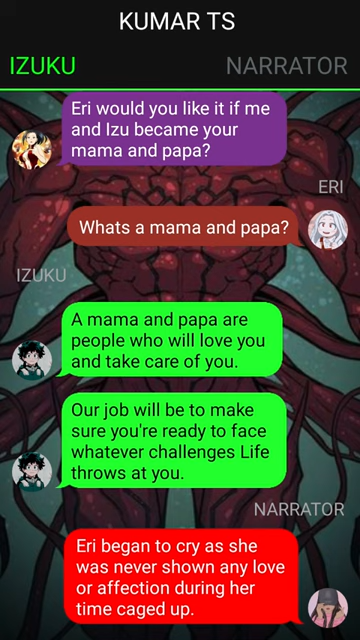 KUMAR TS
IZUKU NARRATOR
Eri would you like it if me
and Izu became your
mama and papa?
ERI
Whats a mama and papa?
IZUKU
A mama and papa are
people who will love you
and take care of you.
Our job will be to make
sure you're ready to face
whatever challenges Life
throws at you.
NARRATOR
Eri began to cry as she
was never shown any love
or affection during her
time caged up.